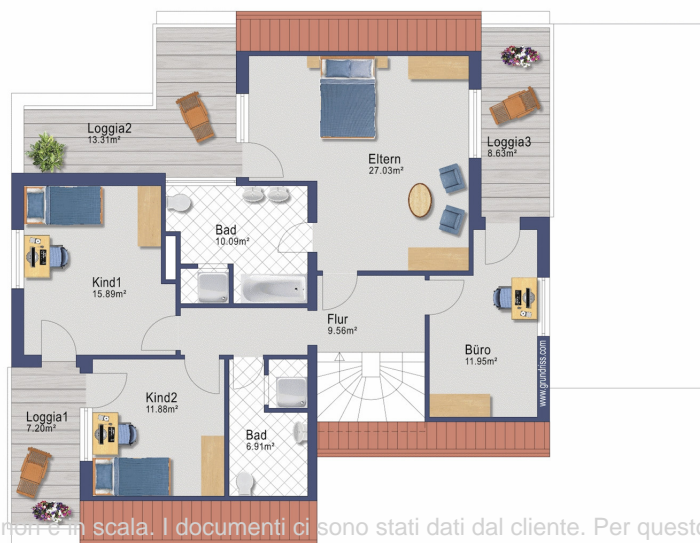 Loggia2
13.31m²
Eltern
27.03m²
Loggia3
8.63m²
Bad
10.09m²
Kind1
15.89m²
Flur
9.56m²
Büro
11.95m²
www.grundriss.com
Kind2
11.88m²
Loggia1
7.20m²
Bad
6.91m²
non è in scala. I documenti ci sono stati dati dal cliente. Per questo